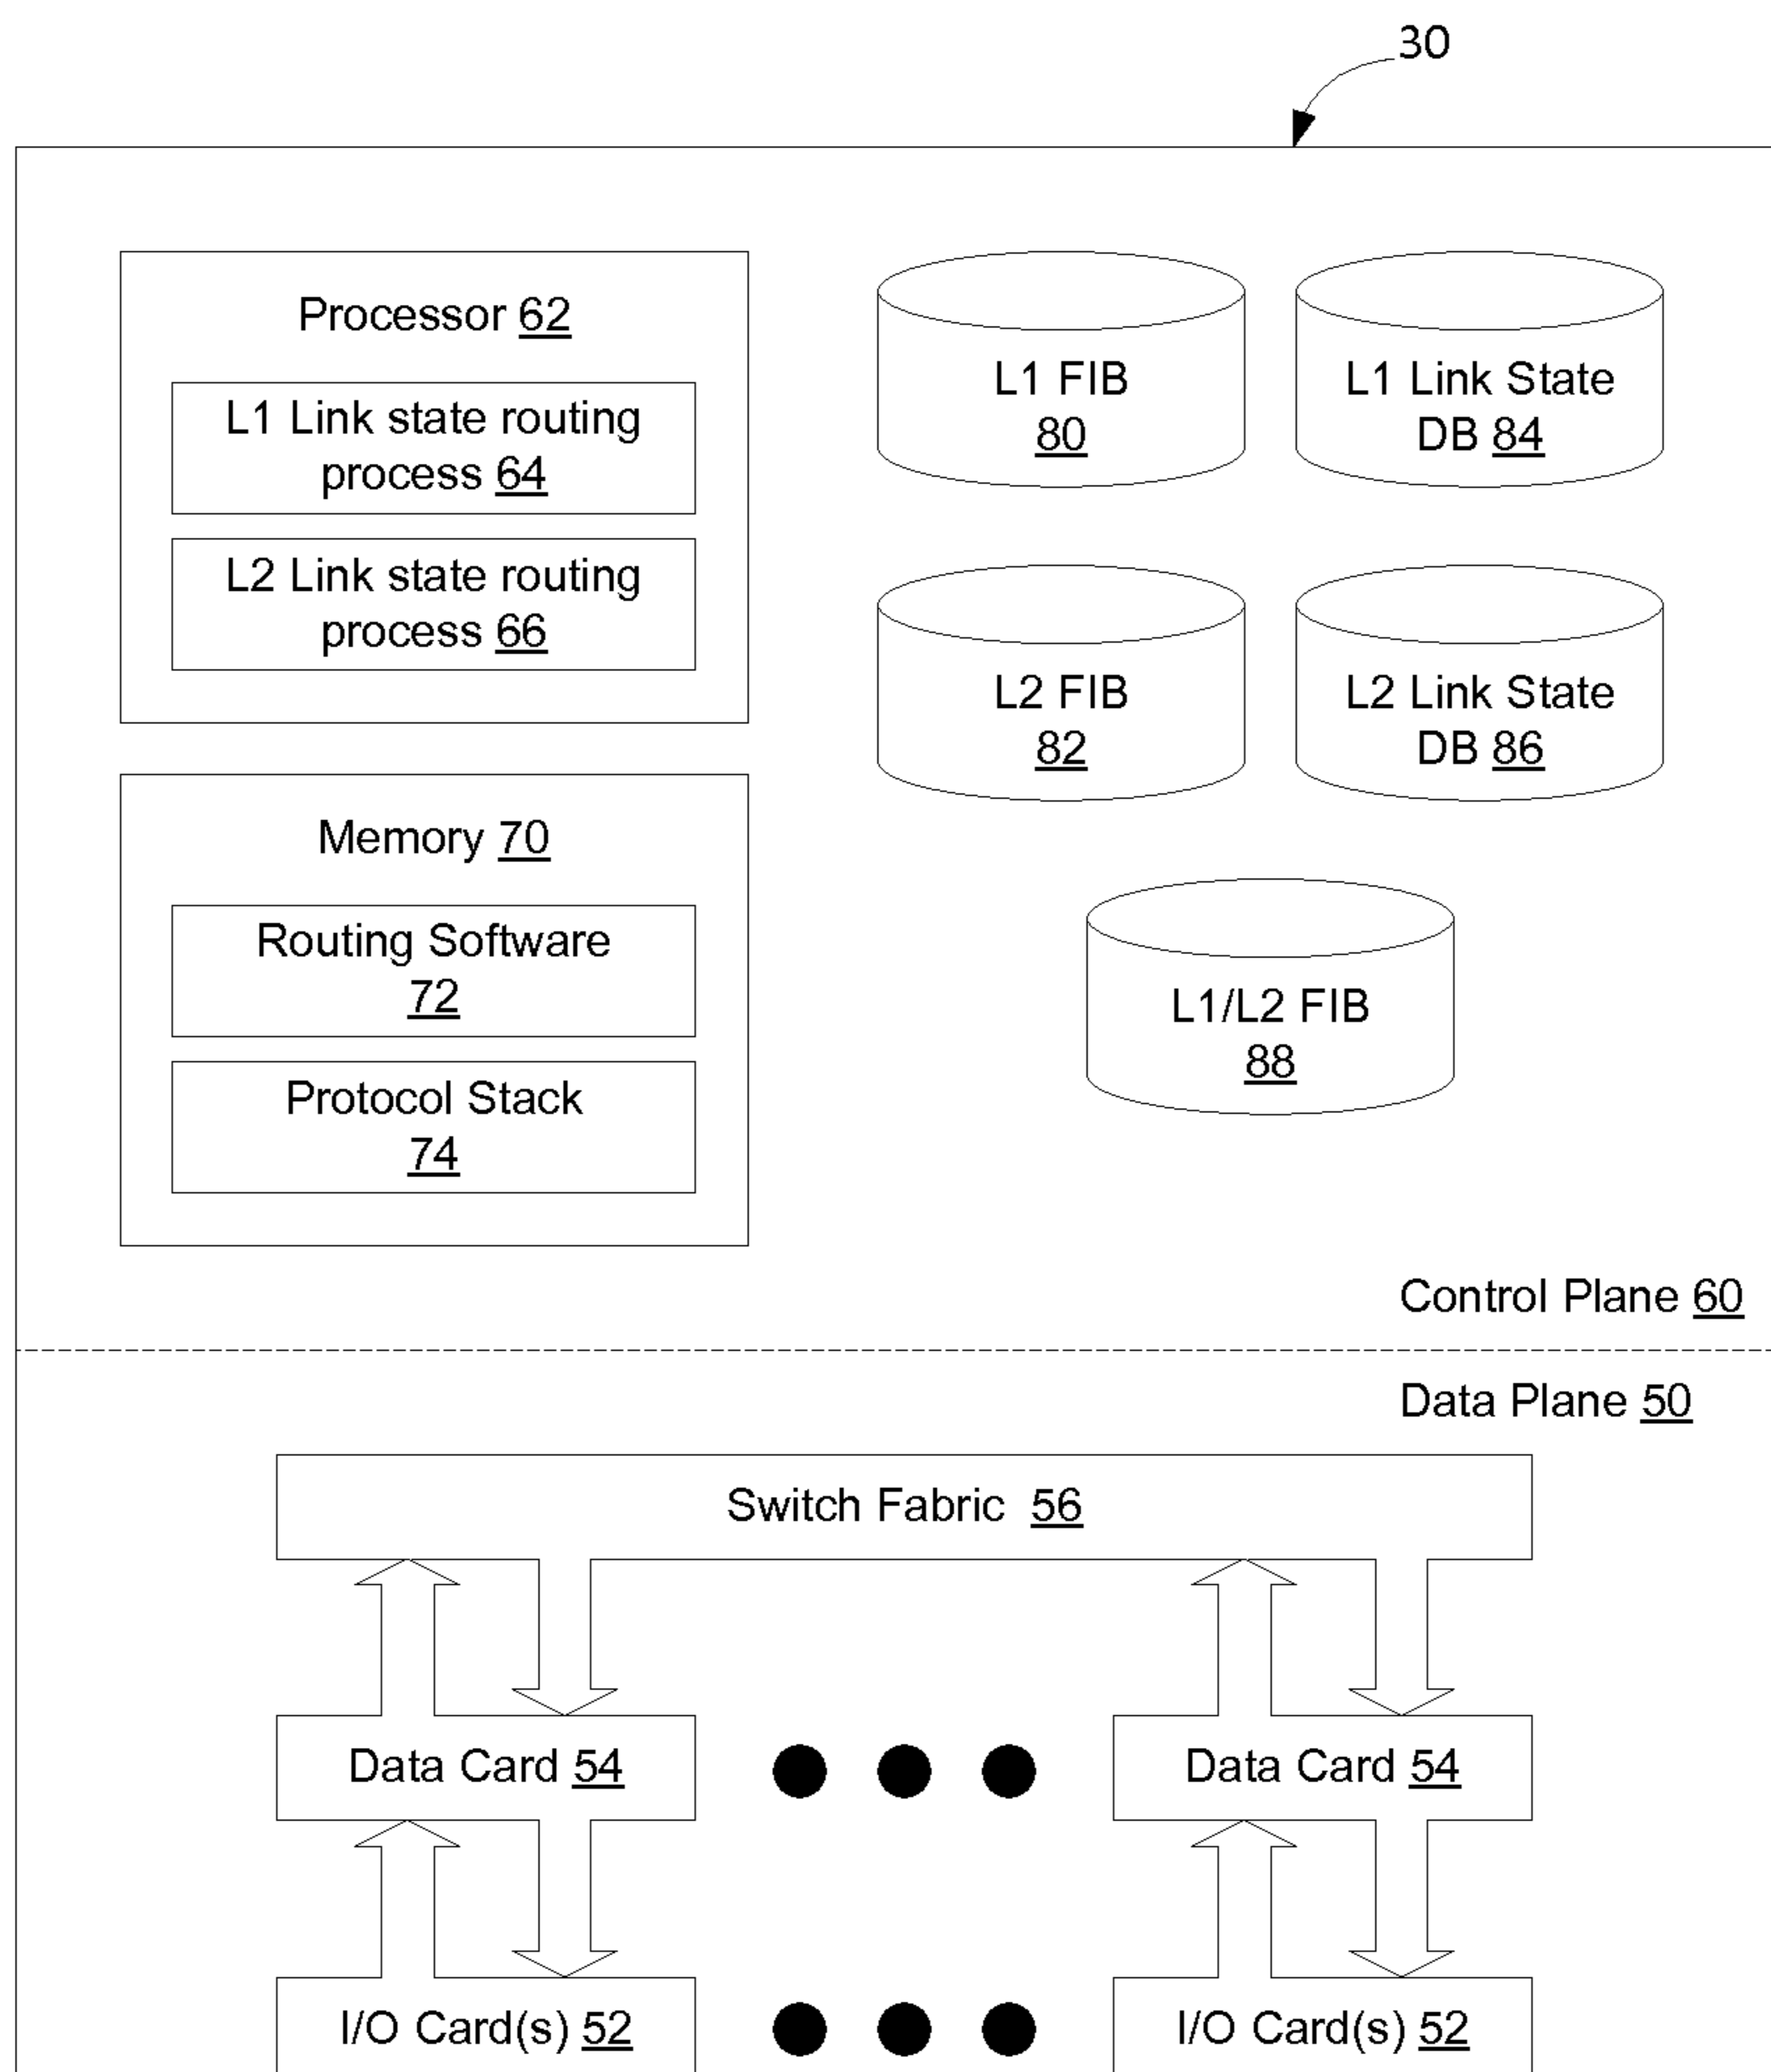 30
Processor 62
L1 Link state routing
process 64
L2 Link state routing
process 66
L1 FIB
80
L1 Link State
DB 84
L2 FIB
82
L2 Link State
DB 86
Memory 70
Routing Software
72
Protocol Stack
74
L1/L2 FIB
88
Control Plane 60
Data Plane 50
Switch Fabric 56
Data Card 54
Data Card 54
I/O Card(s) 52
I/O Card(s) 52